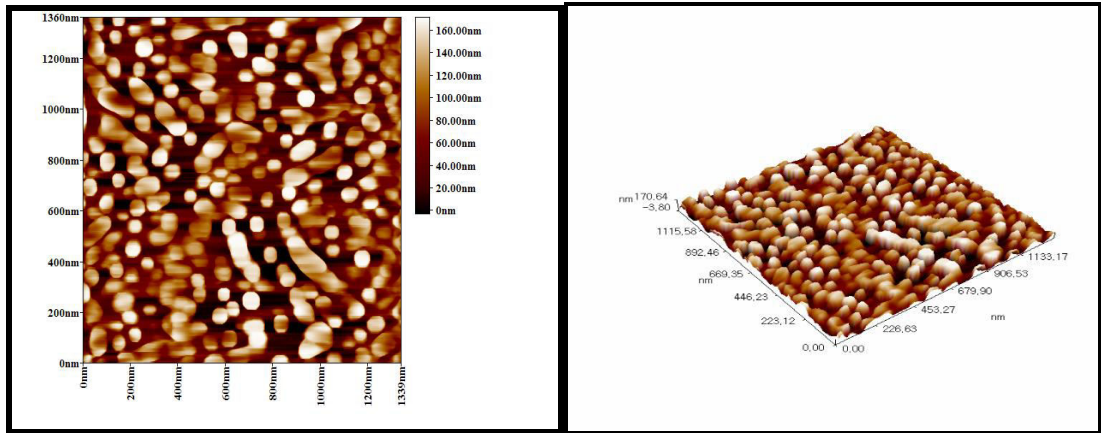 1360nm
1200nm
1000nm
800nm
600nm
400nm
200nm
0nm
0nm
200nm
400nm
600nm
800nm
1000nm
1200nm
1339nm
160.00nm
140.00nm
120.00nm
100.00nm
80.00nm
60.00nm
40.00nm
20.00nm
0nm
nm 170.64
-3,80
1115,58
892,46
669,35
nm
446,23
223,12
0,00
0,00
226,63
453,27
679,90
906,53
1133,17
nm